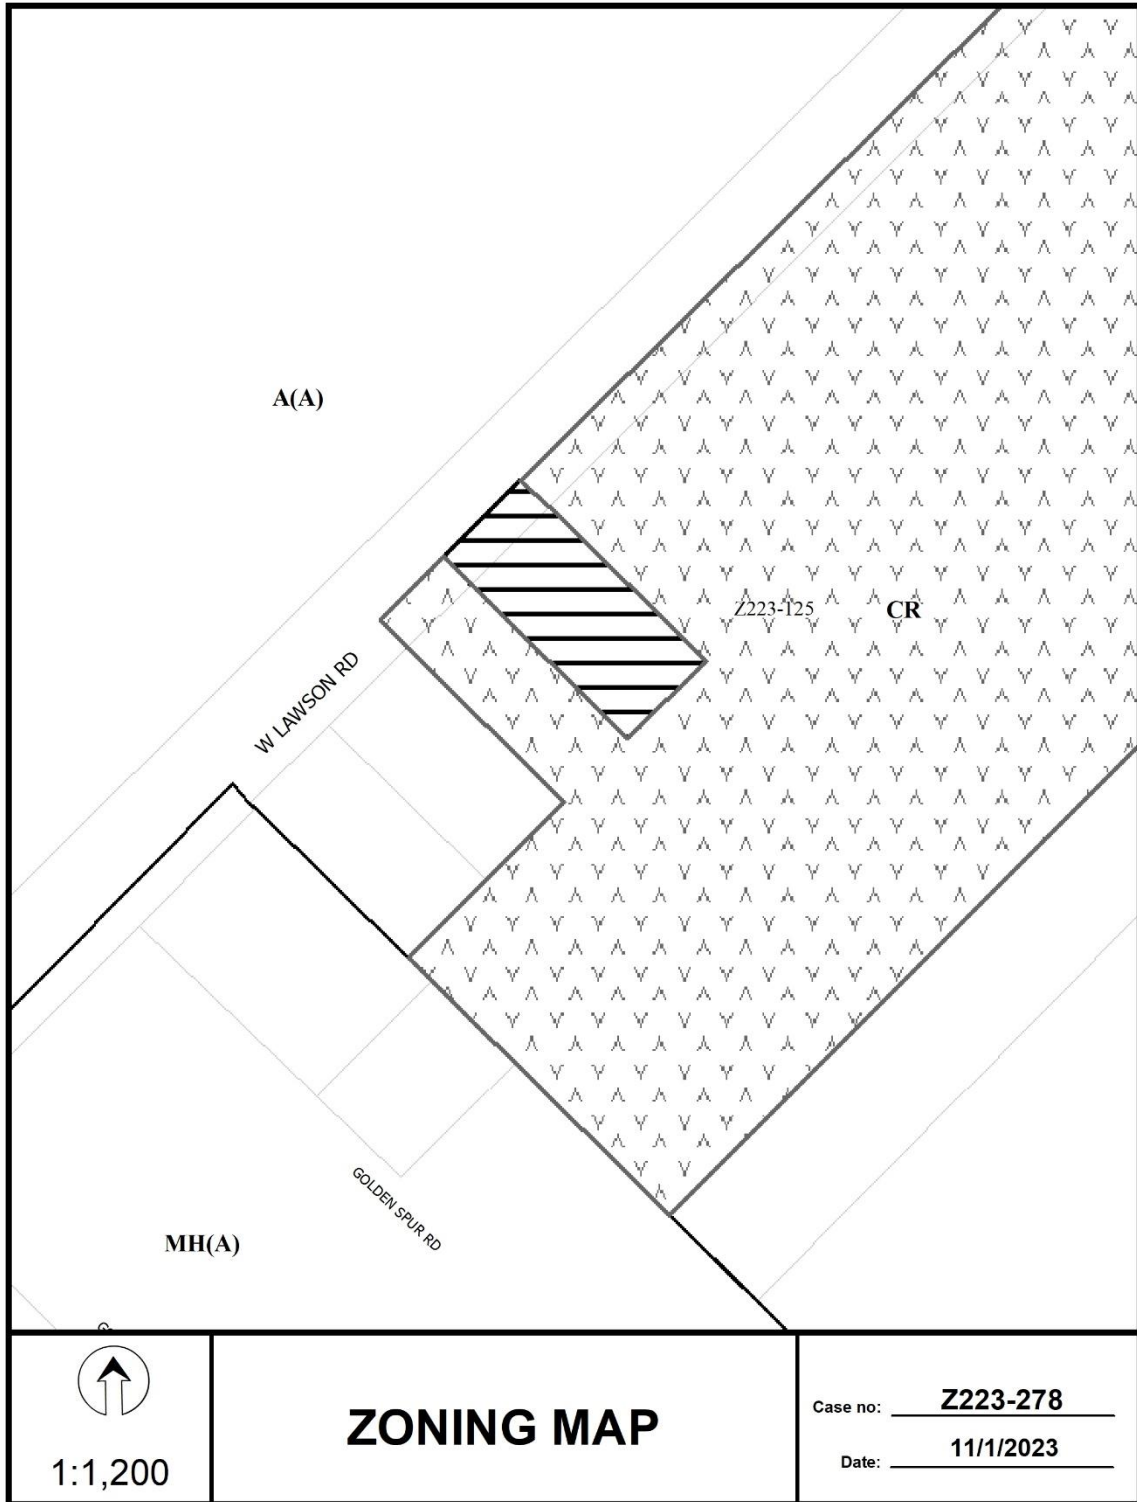 A(A)
Z223-125
CR
W LAWSON RD
GOLDEN SPUR RD
MH(A)
1:1,200
ZONING MAP
Case no: Z223-278
Date: 11/1/2023